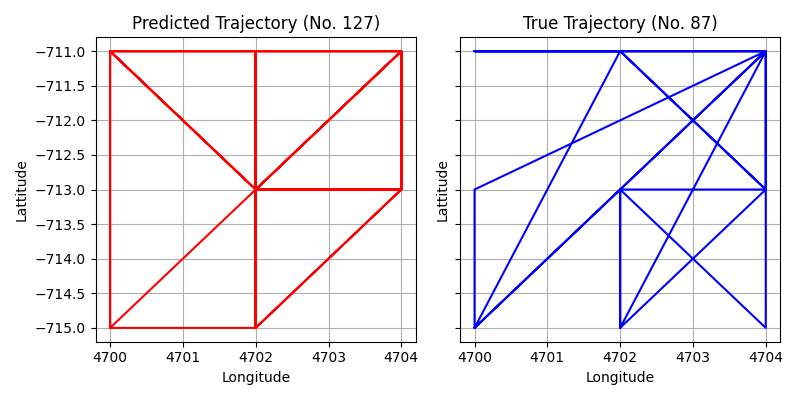 Predicted Trajectory (No. 127)
True Trajectory (No. 87)
−711.0
−711.5
−712.0
−712.5
−713.0
−713.5
−714.0
−714.5
−715.0
Lattitude
Lattitude
4700 4701 4702 4703 4704
4700 4701 4702 4703 4704
Longitude
Longitude